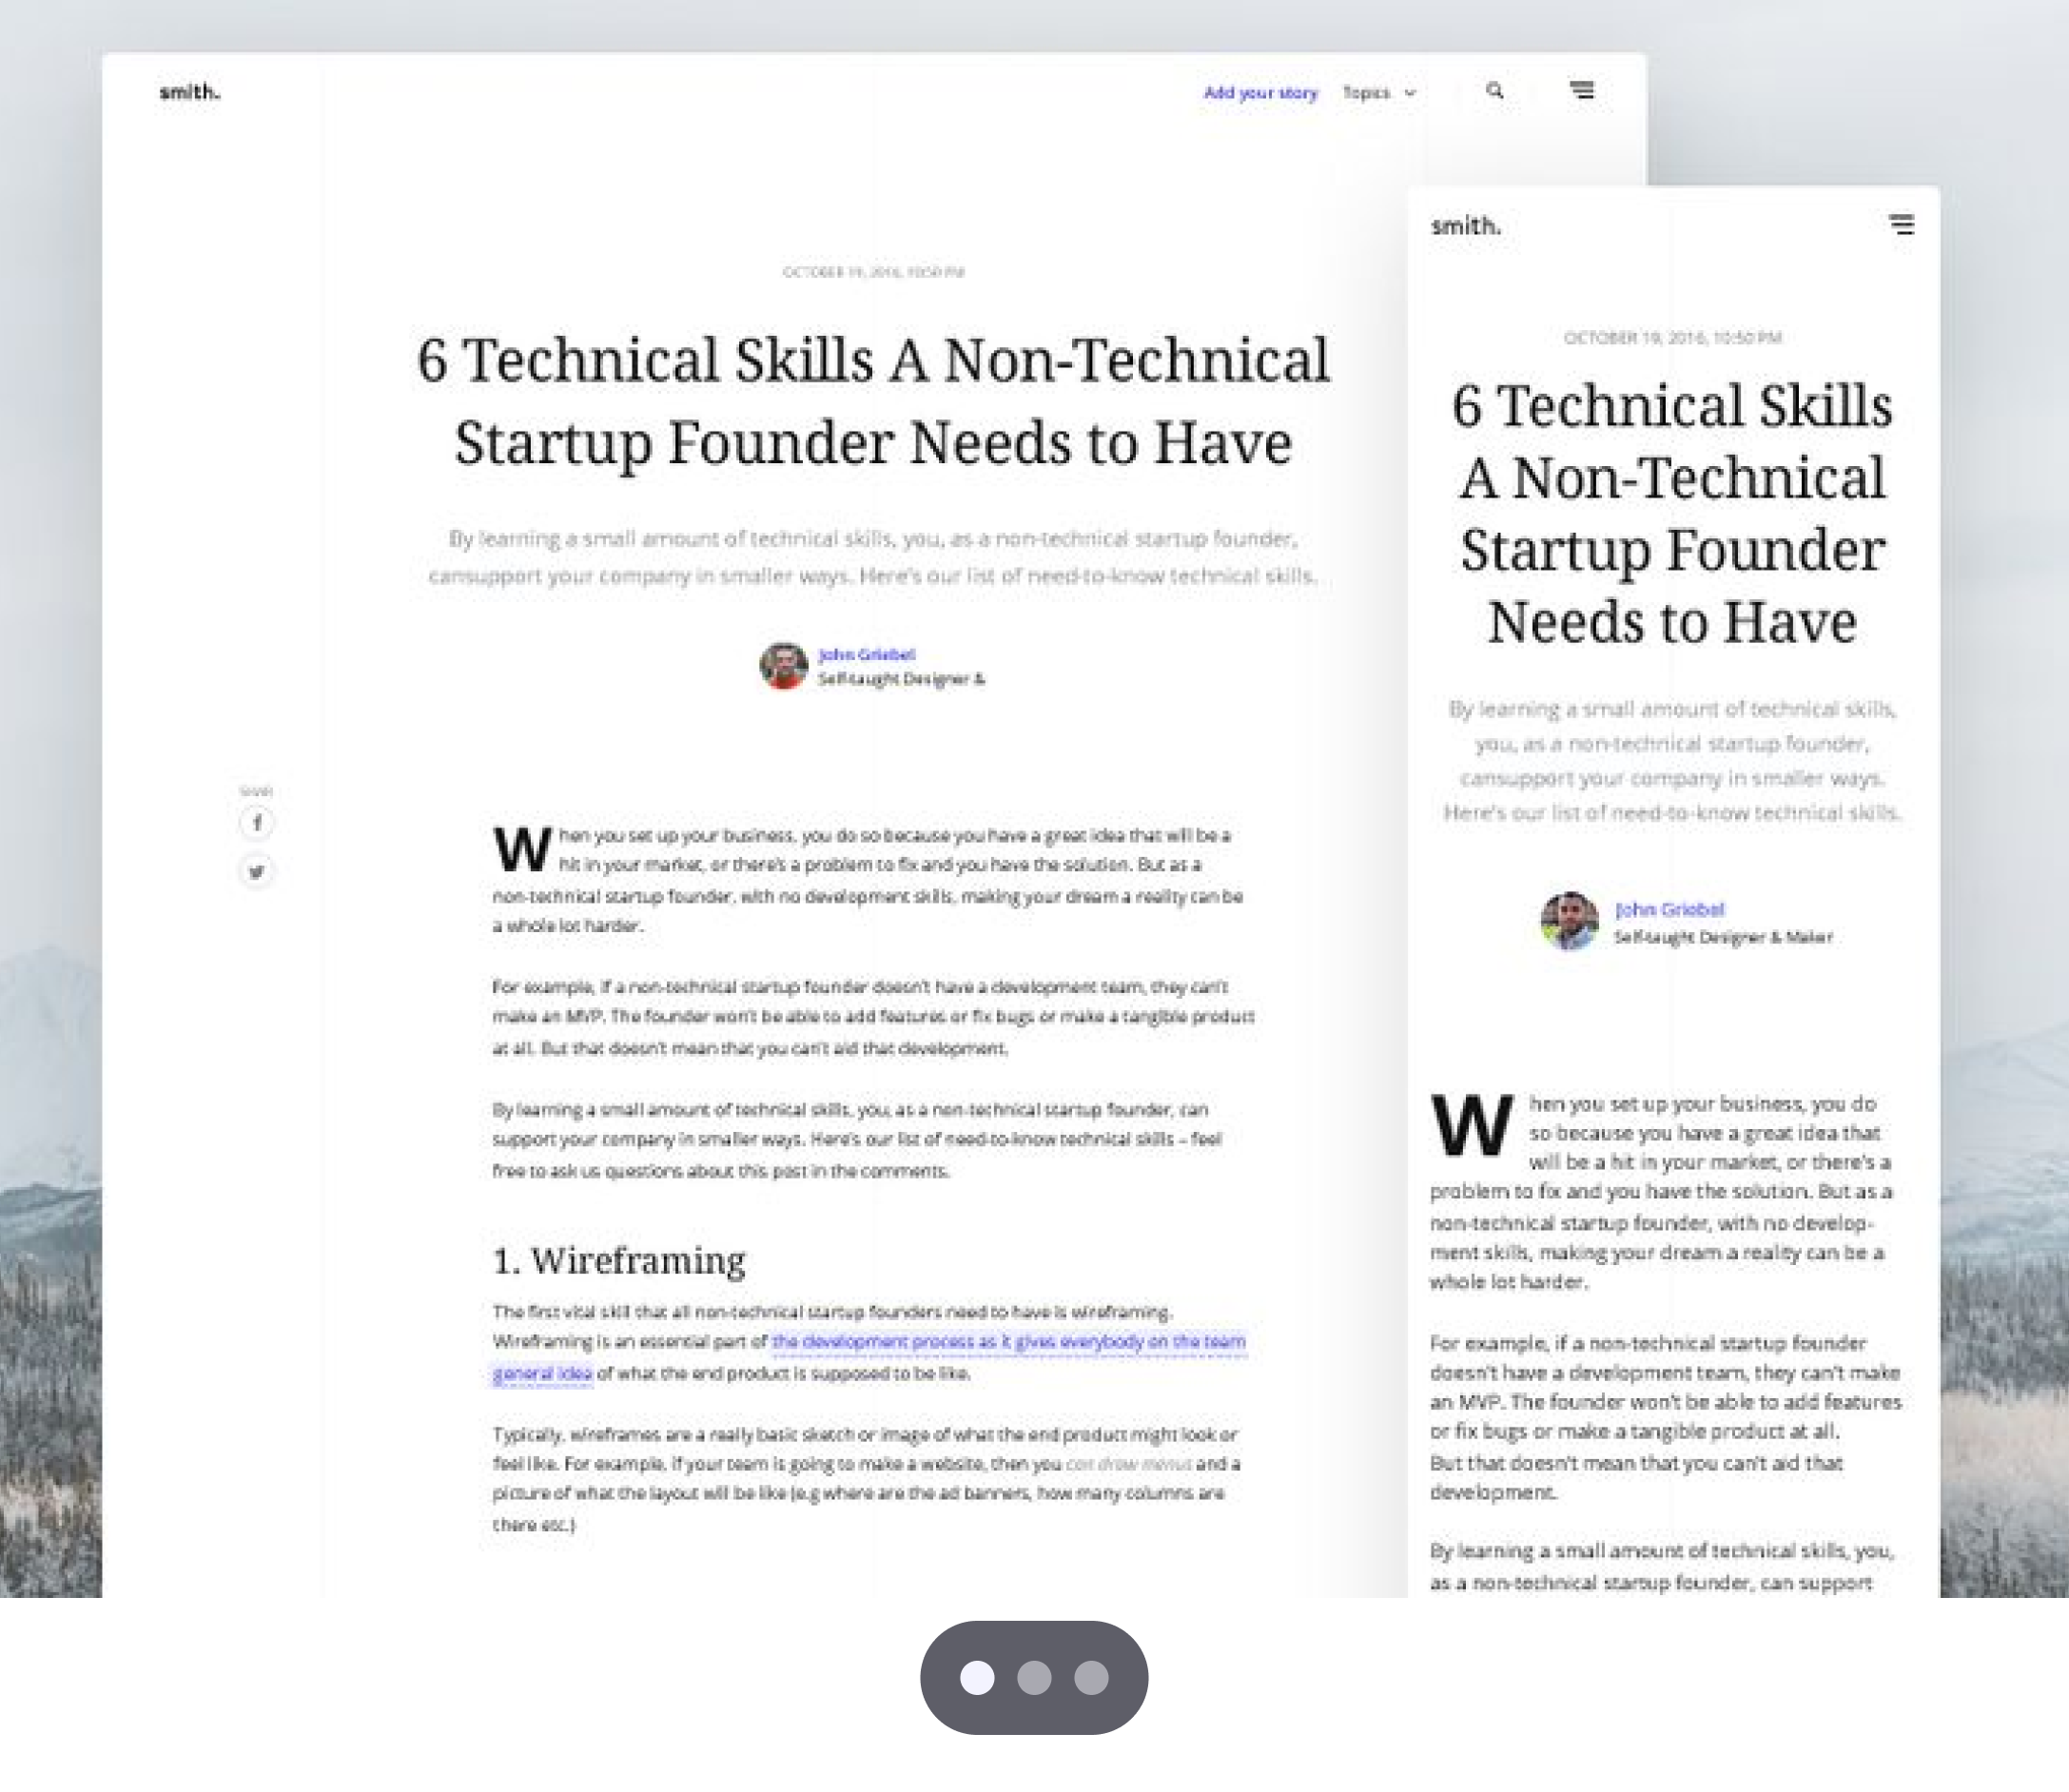 smith.
Add your story
Topics
OCTOBER 19, 2016, 10:50 PM
6 Technical Skills A Non-Technical
Startup Founder Needs to Have
By learning a small amount of technical skills, you, as a non-technical startup founder,
cansupport your company in smaller ways. Here's our list of need-to-know technical skills.
John Griebel
Self-taught Designer &
SHARE
When you set up your business, you do so because you have a great idea that will be a
hit in your market, or there's a problem to fix and you have the solution. But as a
non-technical startup founder, with no development skills, making your dream a reality can be
a whole lot harder.
For example, if a non-technical startup founder doesn't have a development team, they can't
make an MVP. The founder won't be able to add features or fix bugs or make a tangible product
at all. But that doesn't mean that you can't aid that development.
By learning a small amount of technical skills, you, as a non-technical startup founder, can
support your company in smaller ways. Here's our list of need-to-know technical skills – feel
free to ask us questions about this post in the comments.
1. Wireframing
The first vital skill that all non-technical startup founders need to have is wireframing.
Wireframing is an essential part of the development process as it gives everybody on the team
general idea of what the end product is supposed to be like.
Typically, wireframes are a really basic sketch or image of what the end product might look or
feel like. For example, if your team is going to make a website, then you can draw menus and a
picture of what the layout will be like (e.g where are the ad banners, how many columns are
there etc.)
smith.
OCTOBER 19, 2016, 10:50 PM
6 Technical Skills
A Non-Technical
Startup Founder
Needs to Have
By learning a small amount of technical skills,
you, as a non-technical startup founder,
cansupport your company in smaller ways.
Here's our list of need-to-know technical skills.
John Griebel
Self-taught Designer & Maker
When you set up your business, you do
so because you have a great idea that
will be a hit in your market, or there's a
problem to fix and you have the solution. But as a
non-technical startup founder, with no develop-
ment skills, making your dream a reality can be a
whole lot harder.
For example, if a non-technical startup founder
doesn't have a development team, they can't make
an MVP. The founder won't be able to add features
or fix bugs or make a tangible product at all.
But that doesn't mean that you can't aid that
development.
By learning a small amount of technical skills, you,
as a non-technical startup founder, can support